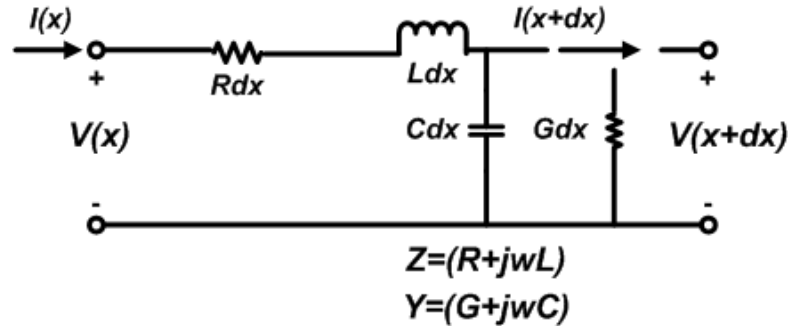 I(x)
I(x+dx)
Rdx
Ldx
+
+
V(x)
Cdx
Gdx
V(x+dx)
-
-
Z=(R+jwL)
Y=(G+jwC)